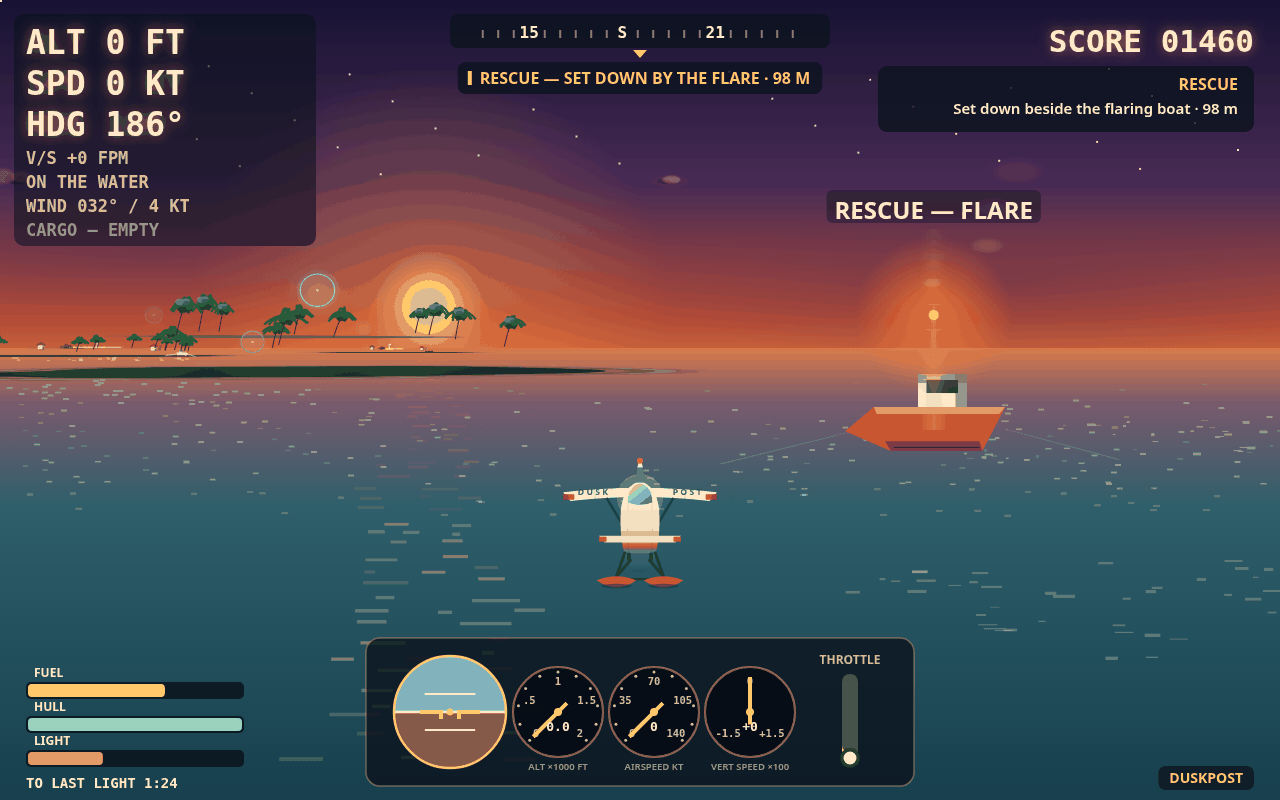 ALT 0 FT
SPD 0 KT
HDG 186°
V/S +0 FPM
ON THE WATER
WIND 032° / 4 KT
CARGO — EMPTY
15 S 21
RESCUE — SET DOWN BY THE FLARE · 98 M
SCORE 01460
RESCUE
Set down beside the flaring boat · 98 m
RESCUE — FLARE
DUSK POST
FUEL
HULL
LIGHT
TO LAST LIGHT 1:24
0 .5 1 1.5 2
0.0
ALT ×1000 FT
35 70 105 140
0
AIRSPEED KT
-1.5 +1.5
+0
VERT SPEED ×100
THROTTLE
DUSKPOST